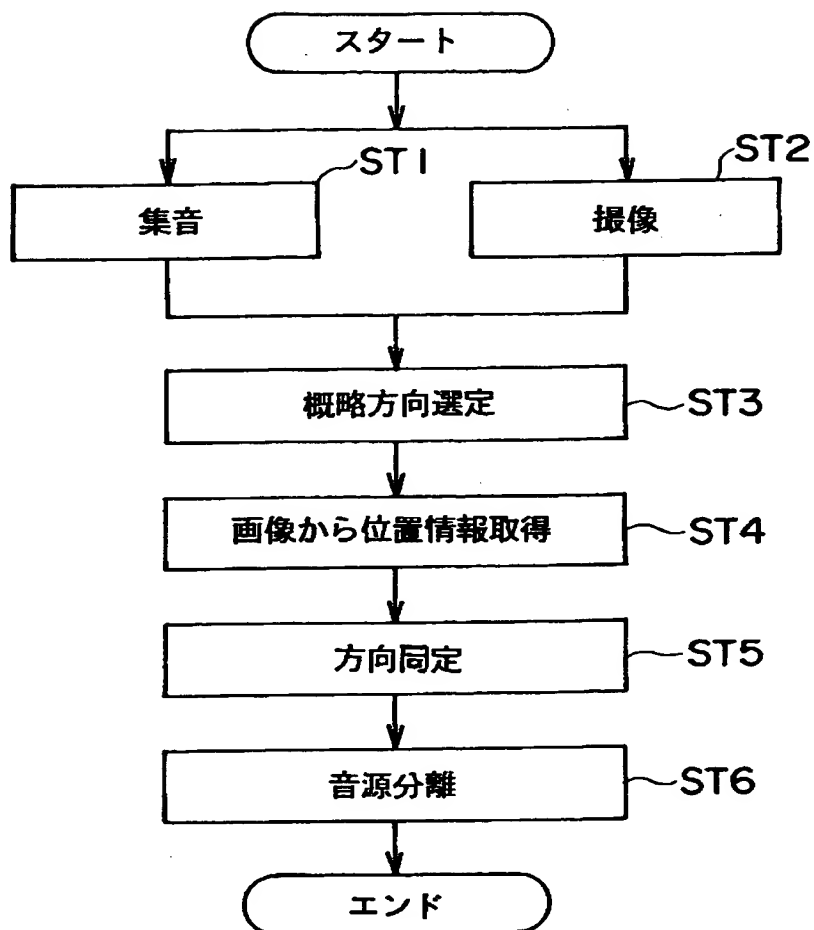 スタート
ST1
ST2
集音
撮像
概略方向選定
ST3
画像から位置情報取得
ST4
方向同定
ST5
音源分離
ST6
エンド